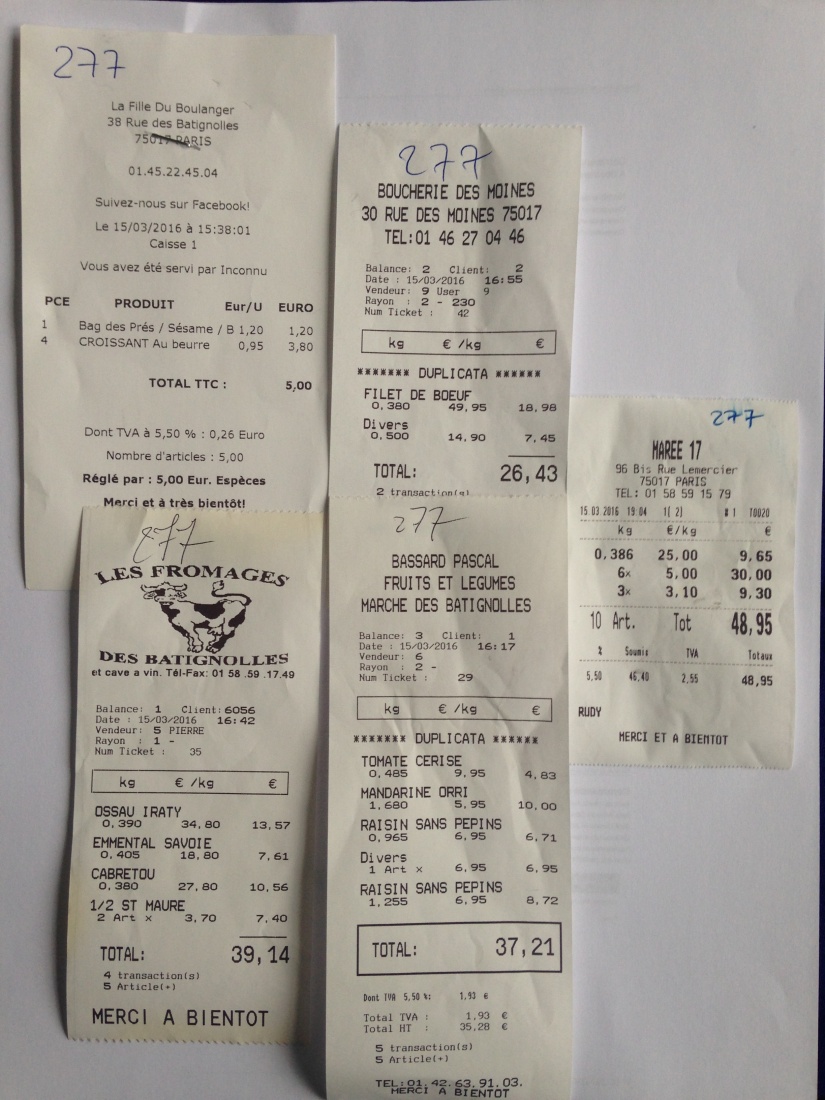 277
La Fille Du Boulanger
38 Rue des Batignolles
75017 PARIS
01.45.22.45.04
Suivez-nous sur Facebook!
Le 15/03/2016 à 15:38:01
Caisse 1
Vous avez été servi par Inconnu
PCE PRODUIT Eur/U EURO
1 Bag des Prés / Sésame / B 1,20 1,20
4 CROISSANT Au beurre 0,95 3,80
TOTAL TTC : 5,00
Dont TVA à 5,50 % : 0,26 Euro
Nombre d'articles : 5,00
Réglé par : 5,00 Eur. Espèces
Merci et à très bientôt!
277
BOUCHERIE DES MOINES
30 RUE DES MOINES 75017
TEL:01 46 27 04 46
Balance: 2 Client: 2
Date : 15/03/2016 16:55
Vendeur: 9 User 9
Rayon : 2 - 230
Num Ticket : 42
kg € /kg €
******* DUPLICATA ******
FILET DE BOEUF
0,380 49,95 18,98
Divers
0,500 14,90 7,45
TOTAL: 26,43
2 transaction(s)
277
MAREE 17
96 Bis Rue Lemercier
75017 PARIS
TEL: 01 58 59 15 79
15.03.2016 19:04 1( 2) #1 T0020
kg €/kg €
0,386 25,00 9,65
6x 5,00 30,00
3x 3,10 9,30
10 Art. Tot 48,95
% Soumis TVA Totaux
5,50 46,40 2,55 48,95
RUDY
MERCI ET A BIENTOT
277
LES FROMAGES
DES BATIGNOLLES
et cave a vin. Tél-Fax: 01 58 .59 .17.49
Balance: 1 Client:6056
Date : 15/03/2016 16:42
Vendeur: 5 PIERRE
Rayon : 1 -
Num Ticket : 35
kg € /kg €
OSSAU IRATY
0,390 34,80 13,57
EMMENTAL SAVOIE
0,405 18,80 7,61
CABRETOU
0,380 27,80 10,56
1/2 ST MAURE
2 Art x 3,70 7,40
TOTAL: 39,14
4 transaction(s)
5 Article(+)
MERCI A BIENTOT
277
BASSARD PASCAL
FRUITS ET LEGUMES
MARCHE DES BATIGNOLLES
Balance: 3 Client: 1
Date : 15/03/2016 16:17
Vendeur: 6
Rayon : 2 -
Num Ticket : 29
kg € /kg €
******* DUPLICATA ******
TOMATE CERISE
0,485 9,95 4,83
MANDARINE ORRI
1,680 5,95 10,00
RAISIN SANS PEPINS
0,965 6,95 6,71
Divers
1 Art x 6,95 6,95
RAISIN SANS PEPINS
1,255 6,95 8,72
TOTAL: 37,21
Dont TVA 5,50 %: 1,93 €
Total TVA : 1,93 €
Total HT : 35,28 €
5 transaction(s)
5 Article(+)
TEL:01.42.63.91.03.
MERCI A BIENTOT